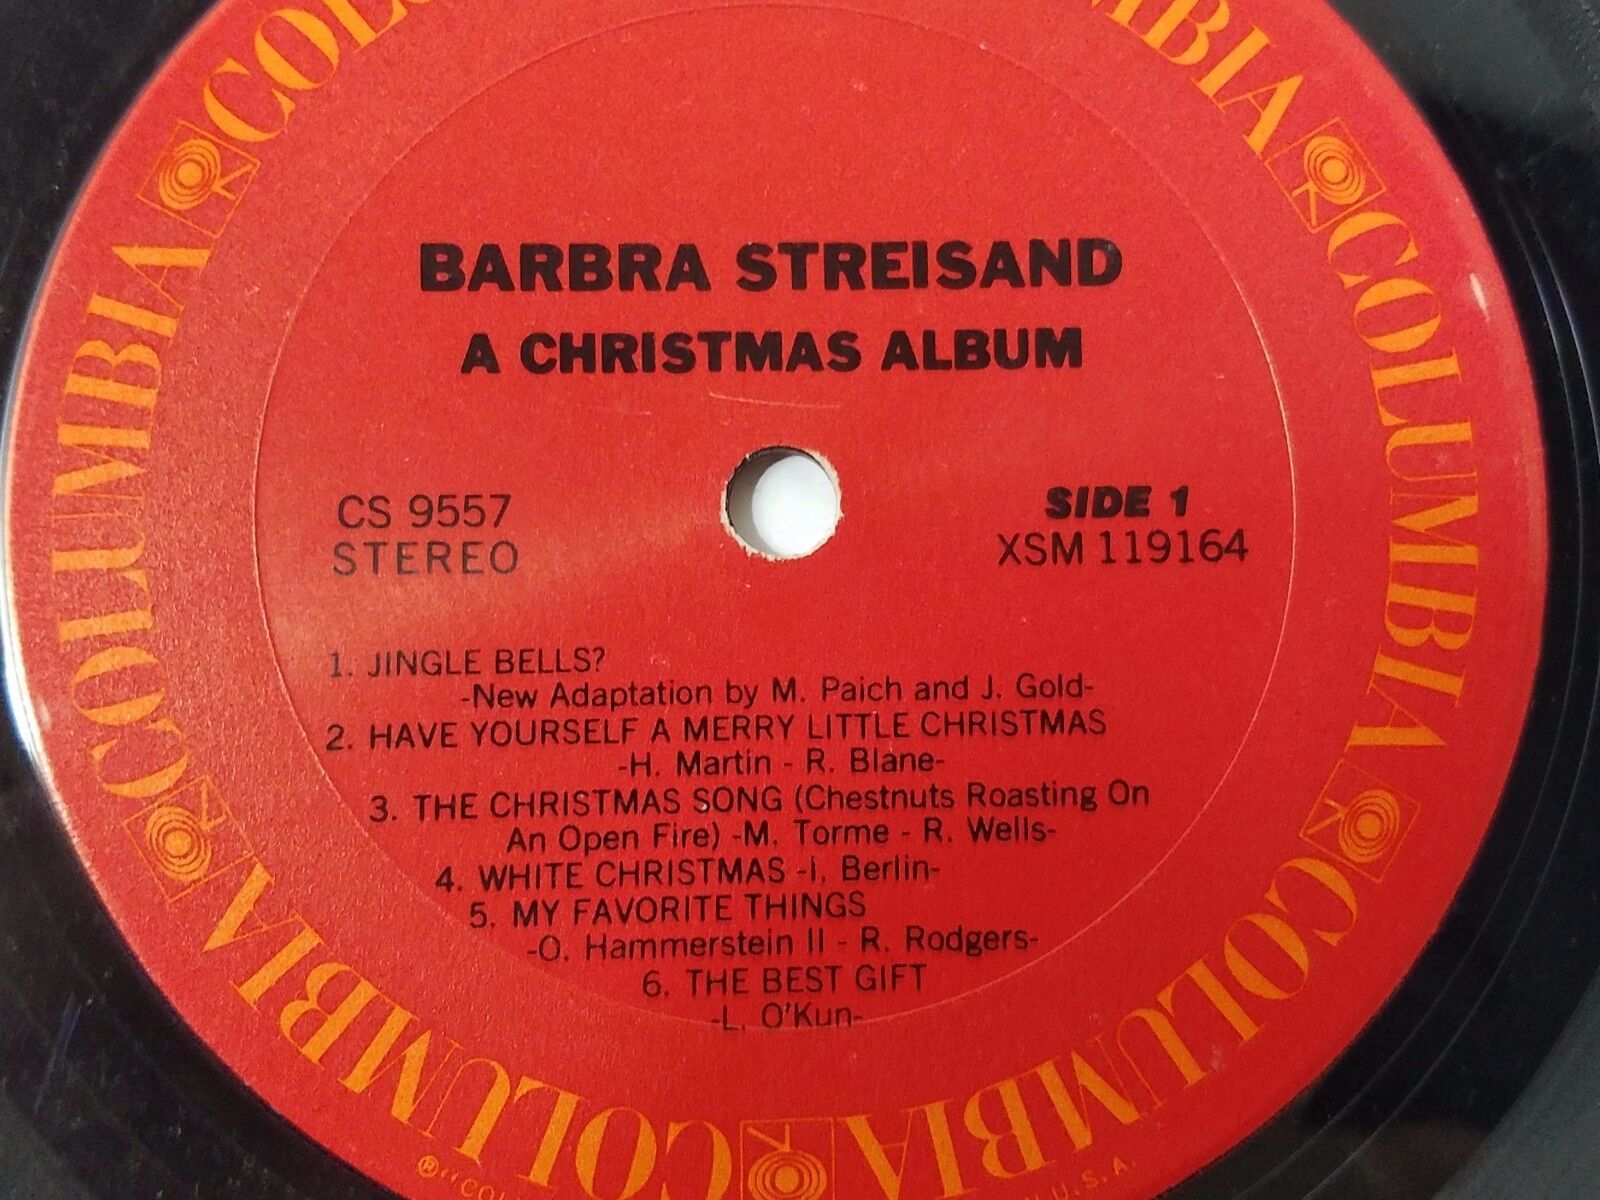 COLUMBIA COLUMBIA COLUMBIA COLUMBIA COLUMBIA COLUMBIA
BARBRA STREISAND
A CHRISTMAS ALBUM
CS 9557
STEREO
SIDE 1
XSM 119164
1. JINGLE BELLS?
-New Adaptation by M. Paich and J. Gold-
2. HAVE YOURSELF A MERRY LITTLE CHRISTMAS
-H. Martin - R. Blane-
3. THE CHRISTMAS SONG (Chestnuts Roasting On
An Open Fire) -M. Torme - R. Wells-
4. WHITE CHRISTMAS -I. Berlin-
5. MY FAVORITE THINGS
-O. Hammerstein II - R. Rodgers-
6. THE BEST GIFT
-L. O'Kun-
U.S.A.